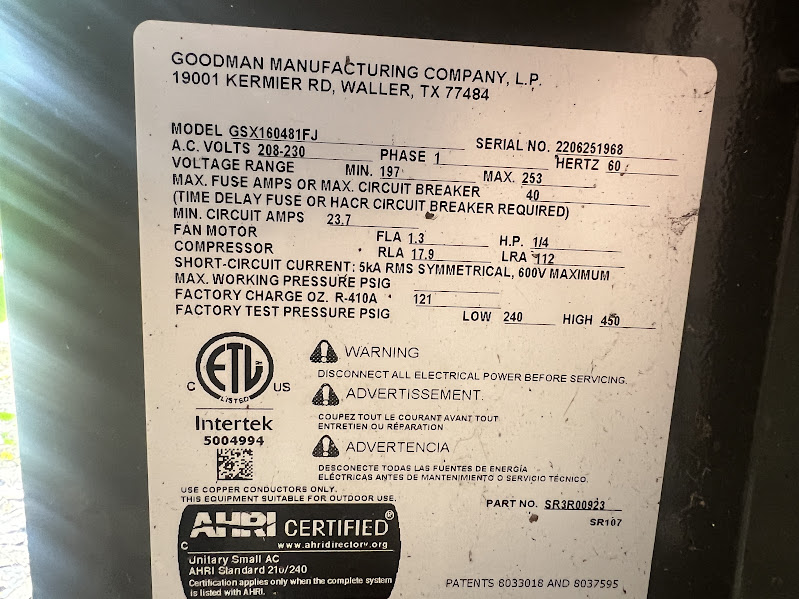 GOODMAN MANUFACTURING COMPANY, L.P.
19001 KERMIER RD, WALLER, TX 77484
MODEL GSX160481FJ SERIAL NO. 2206251968
A.C. VOLTS 208-230 PHASE 1 HERTZ 60
VOLTAGE RANGE MIN. 197 MAX. 253
MAX. FUSE AMPS OR MAX. CIRCUIT BREAKER 40
(TIME DELAY FUSE OR HACR CIRCUIT BREAKER REQUIRED)
MIN. CIRCUIT AMPS 23.7
FAN MOTOR FLA 1.3 H.P. 1/4
COMPRESSOR RLA 17.9 LRA 112
SHORT-CIRCUIT CURRENT: 5kA RMS SYMMETRICAL, 600V MAXIMUM
MAX. WORKING PRESSURE PSIG
FACTORY CHARGE OZ. R-410A 121
FACTORY TEST PRESSURE PSIG LOW 240 HIGH 450
C ETL US
LISTED
Intertek
5004994
WARNING
DISCONNECT ALL ELECTRICAL POWER BEFORE SERVICING.
ADVERTISSEMENT.
COUPEZ TOUT LE COURANT AVANT TOUT
ENTRETIEN OU RÉPARATION
ADVERTENCIA
DESCONECTE TODAS LAS FUENTES DE ENERGÍA
ELÉCTRICAS ANTES DE MANTENIMIENTO O SERVICIO TÉCNICO.
USE COPPER CONDUCTORS ONLY.
THIS EQUIPMENT SUITABLE FOR OUTDOOR USE.
PART NO. SR3R00923
SR107
AHRI CERTIFIED®
C www.ahridirectory.org
Unitary Small AC
AHRI Standard 210/240
Certification applies only when the complete system
is listed with AHRI.
PATENTS 8033018 AND 8037595